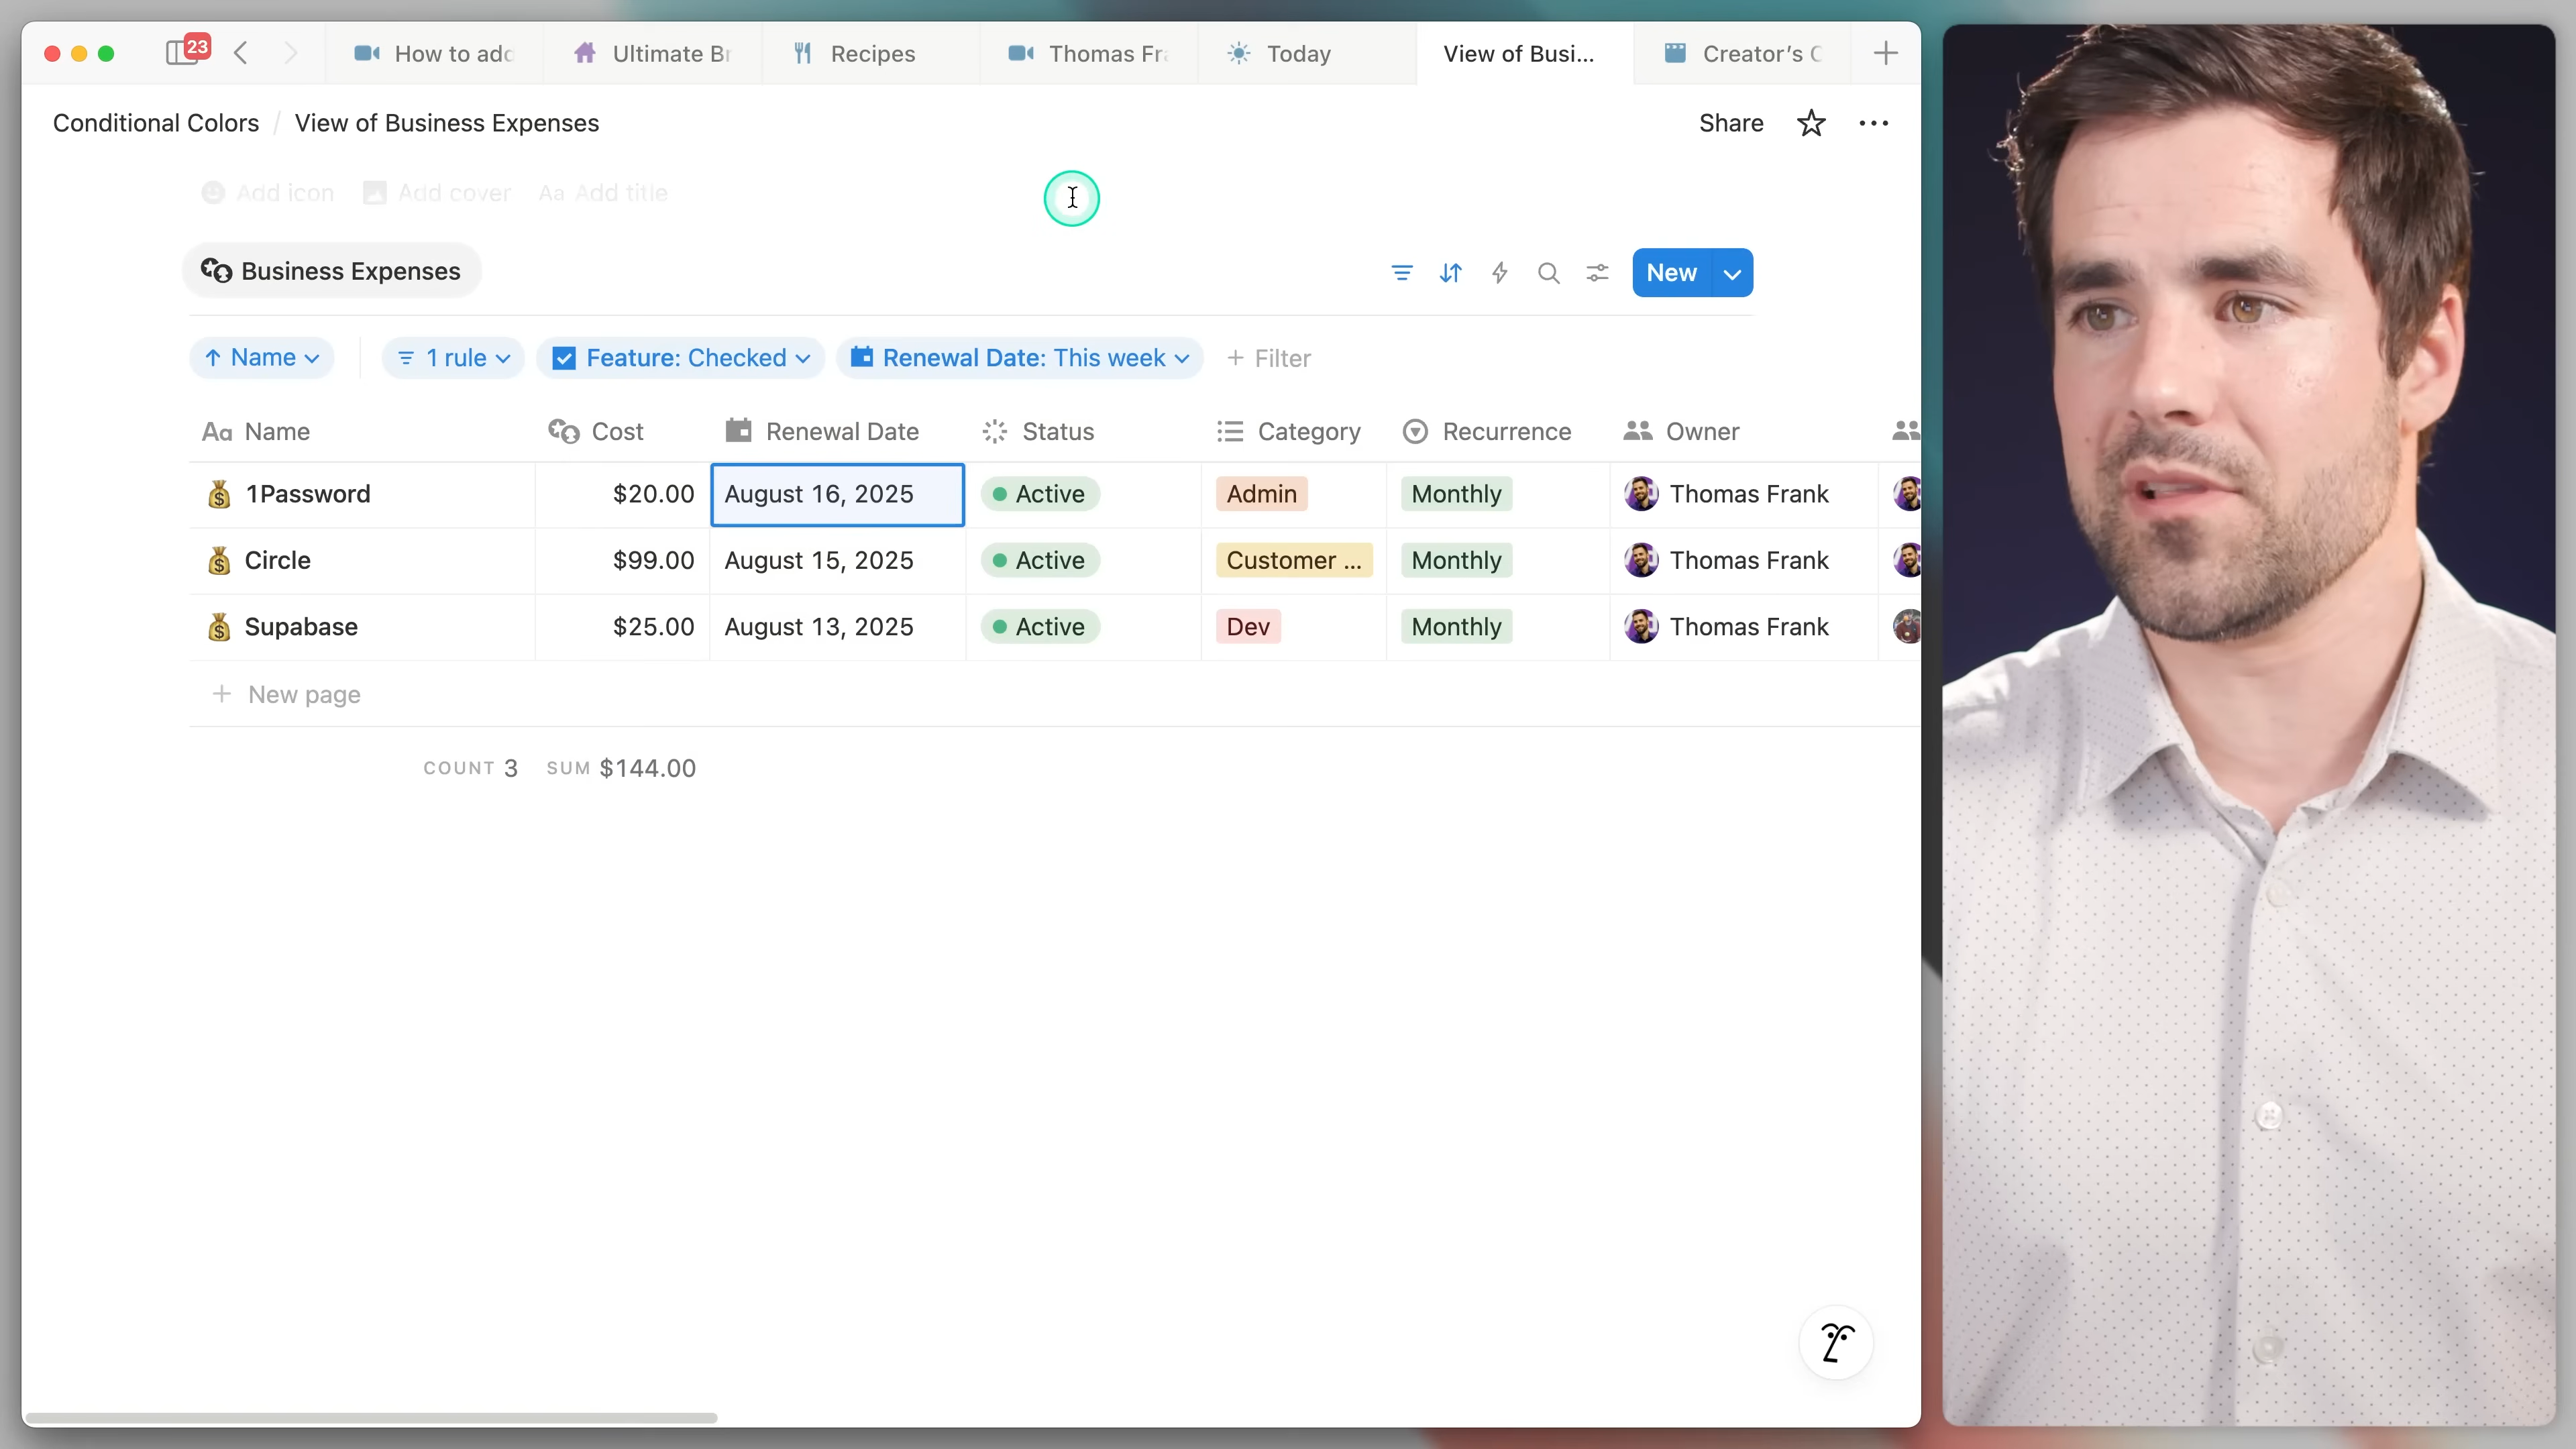 23
How to add
Ultimate Br
Recipes
Thomas Fra
Today
View of Busi...
Creator's C
Conditional Colors / View of Business Expenses
Share
Add icon
Add cover
Aa Add title
Business Expenses
New
Name
1 rule
Feature: Checked
Renewal Date: This week
+ Filter
Aa Name
Cost
Renewal Date
Status
Category
Recurrence
Owner
1Password $20.00 August 16, 2025 Active Admin Monthly Thomas Frank
Circle $99.00 August 15, 2025 Active Customer ... Monthly Thomas Frank
Supabase $25.00 August 13, 2025 Active Dev Monthly Thomas Frank
+ New page
COUNT 3 SUM $144.00